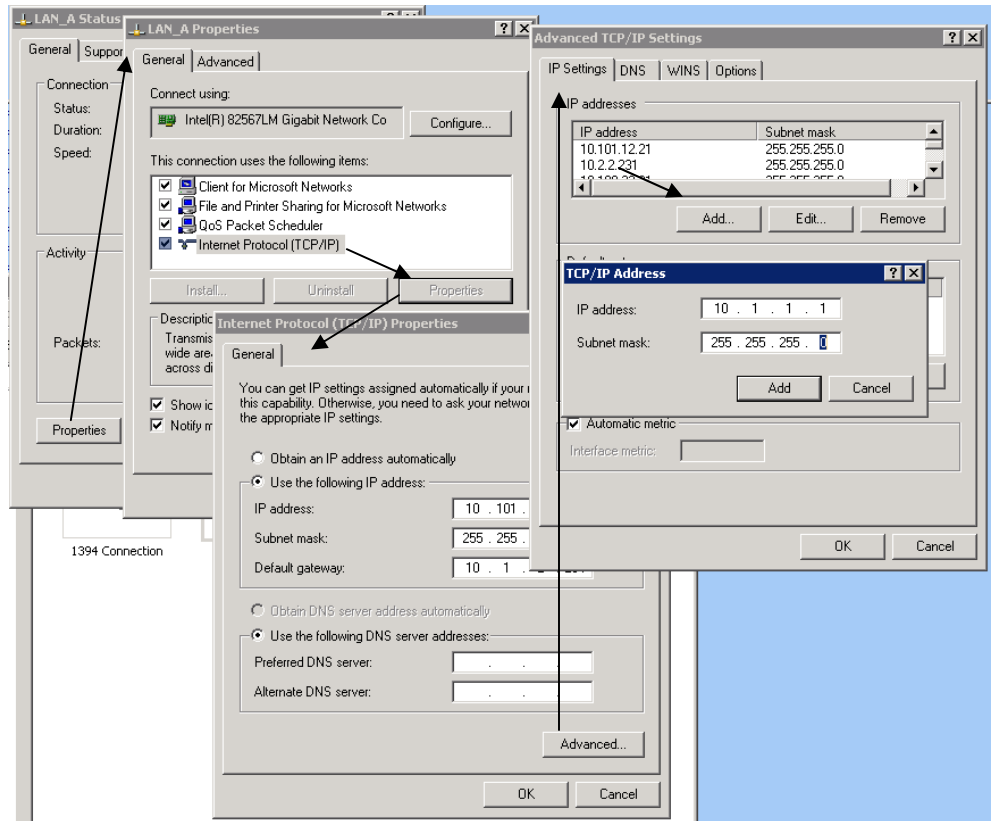 LAN_A Status
General Suppor
Connection
Status:
Duration:
Speed:
Activity
Packets:
Properties
LAN_A Properties
General Advanced
Connect using:
Intel(R) 82567LM Gigabit Network Co
Configure...
This connection uses the following items:
Client for Microsoft Networks
File and Printer Sharing for Microsoft Networks
QoS Packet Scheduler
Internet Protocol (TCP/IP)
Install... Uninstall Properties
Descriptic
Transmis
wide area
across di
Show ic
Notify m
Internet Protocol (TCP/IP) Properties
General
You can get IP settings assigned automatically if your
this capability. Otherwise, you need to ask your networ
the appropriate IP settings.
Obtain an IP address automatically
Use the following IP address:
IP address: 10 . 101 .
Subnet mask: 255 . 255 .
Default gateway: 10 . 1 .
Obtain DNS server address automatically
Use the following DNS server addresses:
Preferred DNS server: . . .
Alternate DNS server: . . .
Advanced...
OK Cancel
Advanced TCP/IP Settings
IP Settings DNS WINS Options
IP addresses
IP address Subnet mask
10.101.12.21 255.255.255.0
10.2.2.231 255.255.255.0
Add... Edit... Remove
TCP/IP Address
IP address: 10 . 1 . 1 . 1
Subnet mask: 255 . 255 . 255 . 0
Add Cancel
Automatic metric
Interface metric:
OK Cancel
1394 Connection